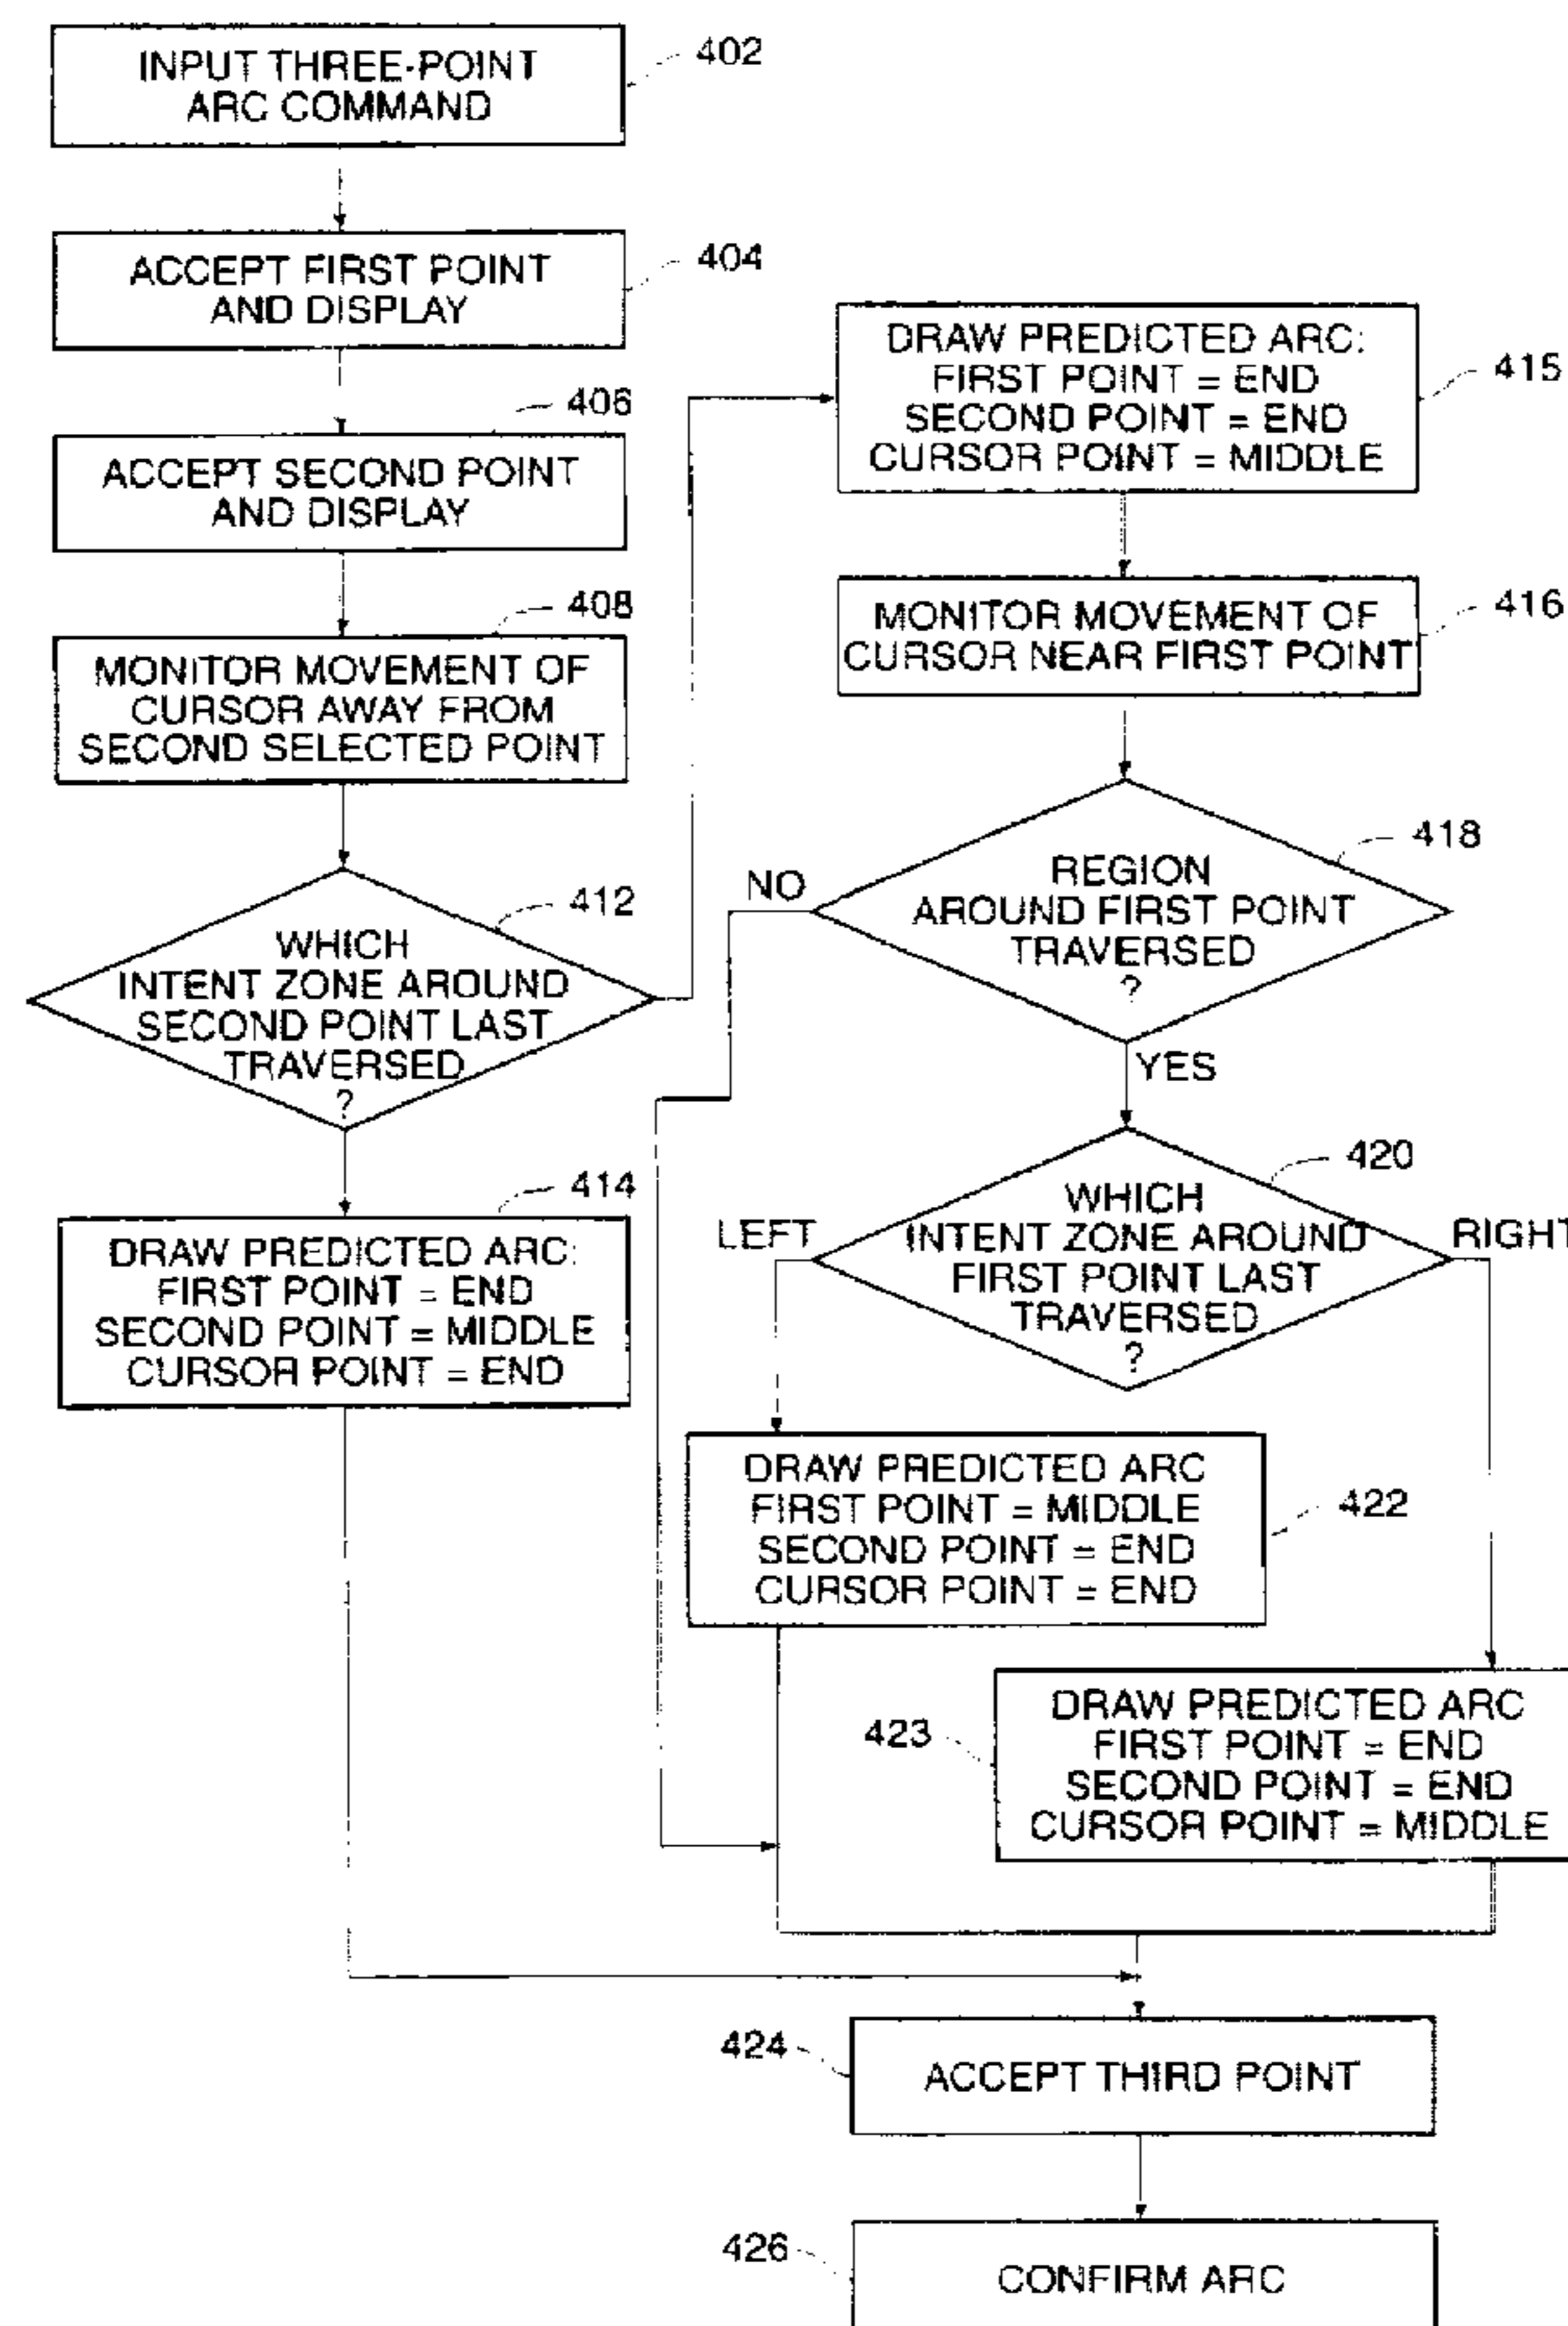 INPUT THREE-POINT
ARC COMMAND
402
ACCEPT FIRST POINT
AND DISPLAY
404
406
ACCEPT SECOND POINT
AND DISPLAY
408
MONITOR MOVEMENT OF
CURSOR AWAY FROM
SECOND SELECTED POINT
412
WHICH
INTENT ZONE AROUND
SECOND POINT LAST
TRAVERSED
?
414
DRAW PREDICTED ARC:
FIRST POINT = END
SECOND POINT = MIDDLE
CURSOR POINT = END
DRAW PREDICTED ARC:
FIRST POINT = END
SECOND POINT = END
CURSOR POINT = MIDDLE
415
MONITOR MOVEMENT OF
CURSOR NEAR FIRST POINT
416
418
REGION
AROUND FIRST POINT
TRAVERSED
?
NO
YES
420
WHICH
INTENT ZONE AROUND
FIRST POINT LAST
TRAVERSED
?
LEFT
RIGHT
DRAW PREDICTED ARC
FIRST POINT = MIDDLE
SECOND POINT = END
CURSOR POINT = END
422
423
DRAW PREDICTED ARC
FIRST POINT = END
SECOND POINT = END
CURSOR POINT = MIDDLE
424
ACCEPT THIRD POINT
426
CONFIRM ARC